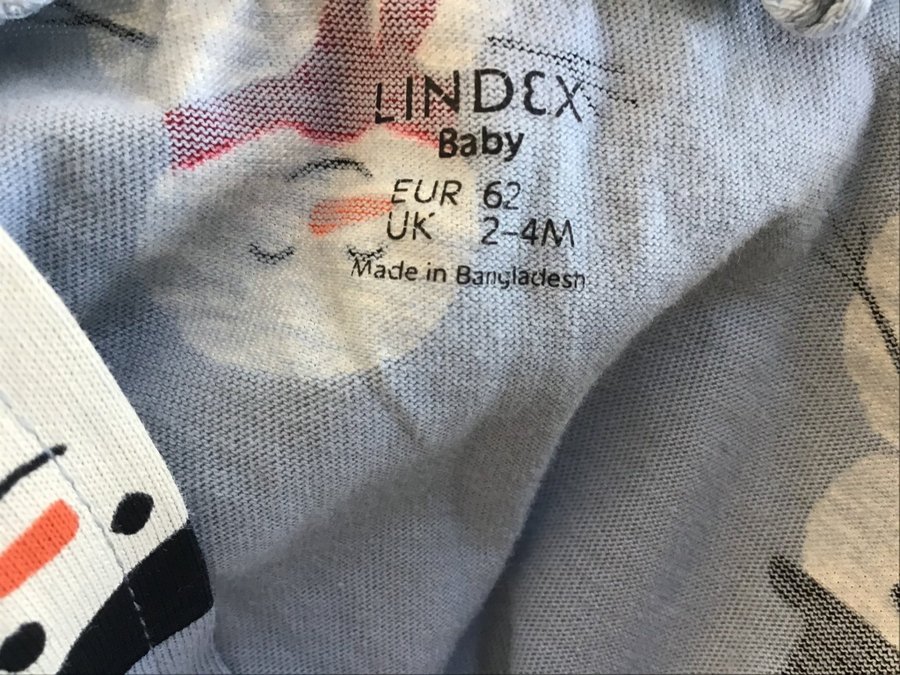 LINDEX
Baby
EUR 62
UK 2-4M
Made in Bangladesh